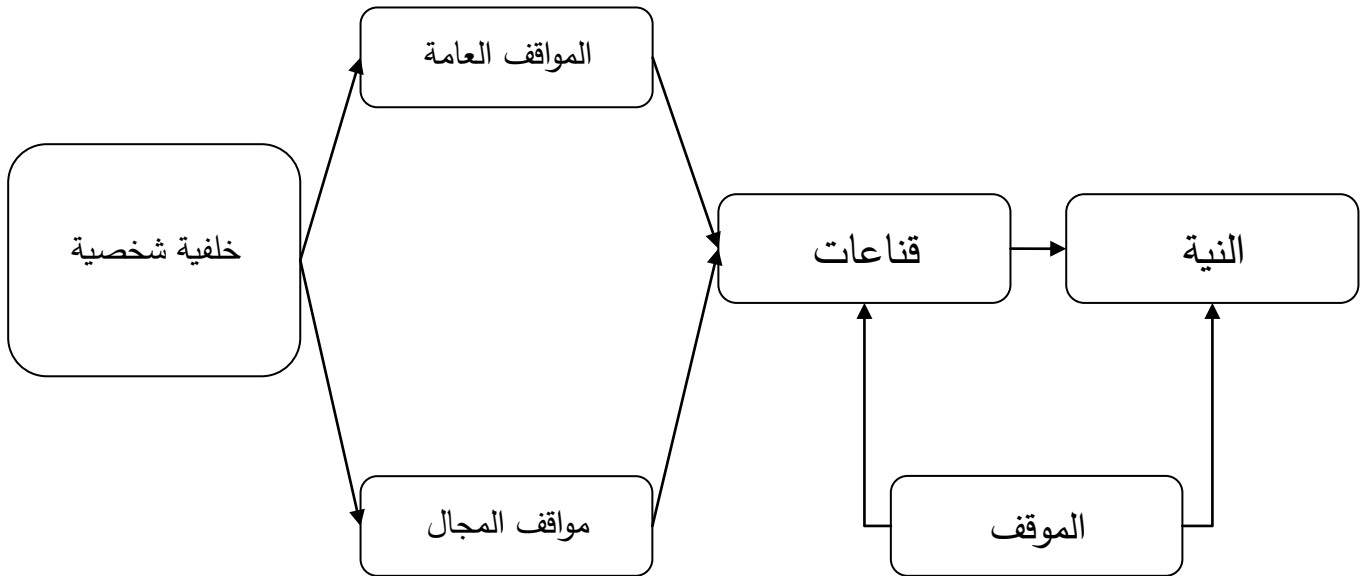 المواقف العامة
خلفية شخصية
قناعات
النية
مواقف المجال
الموقف